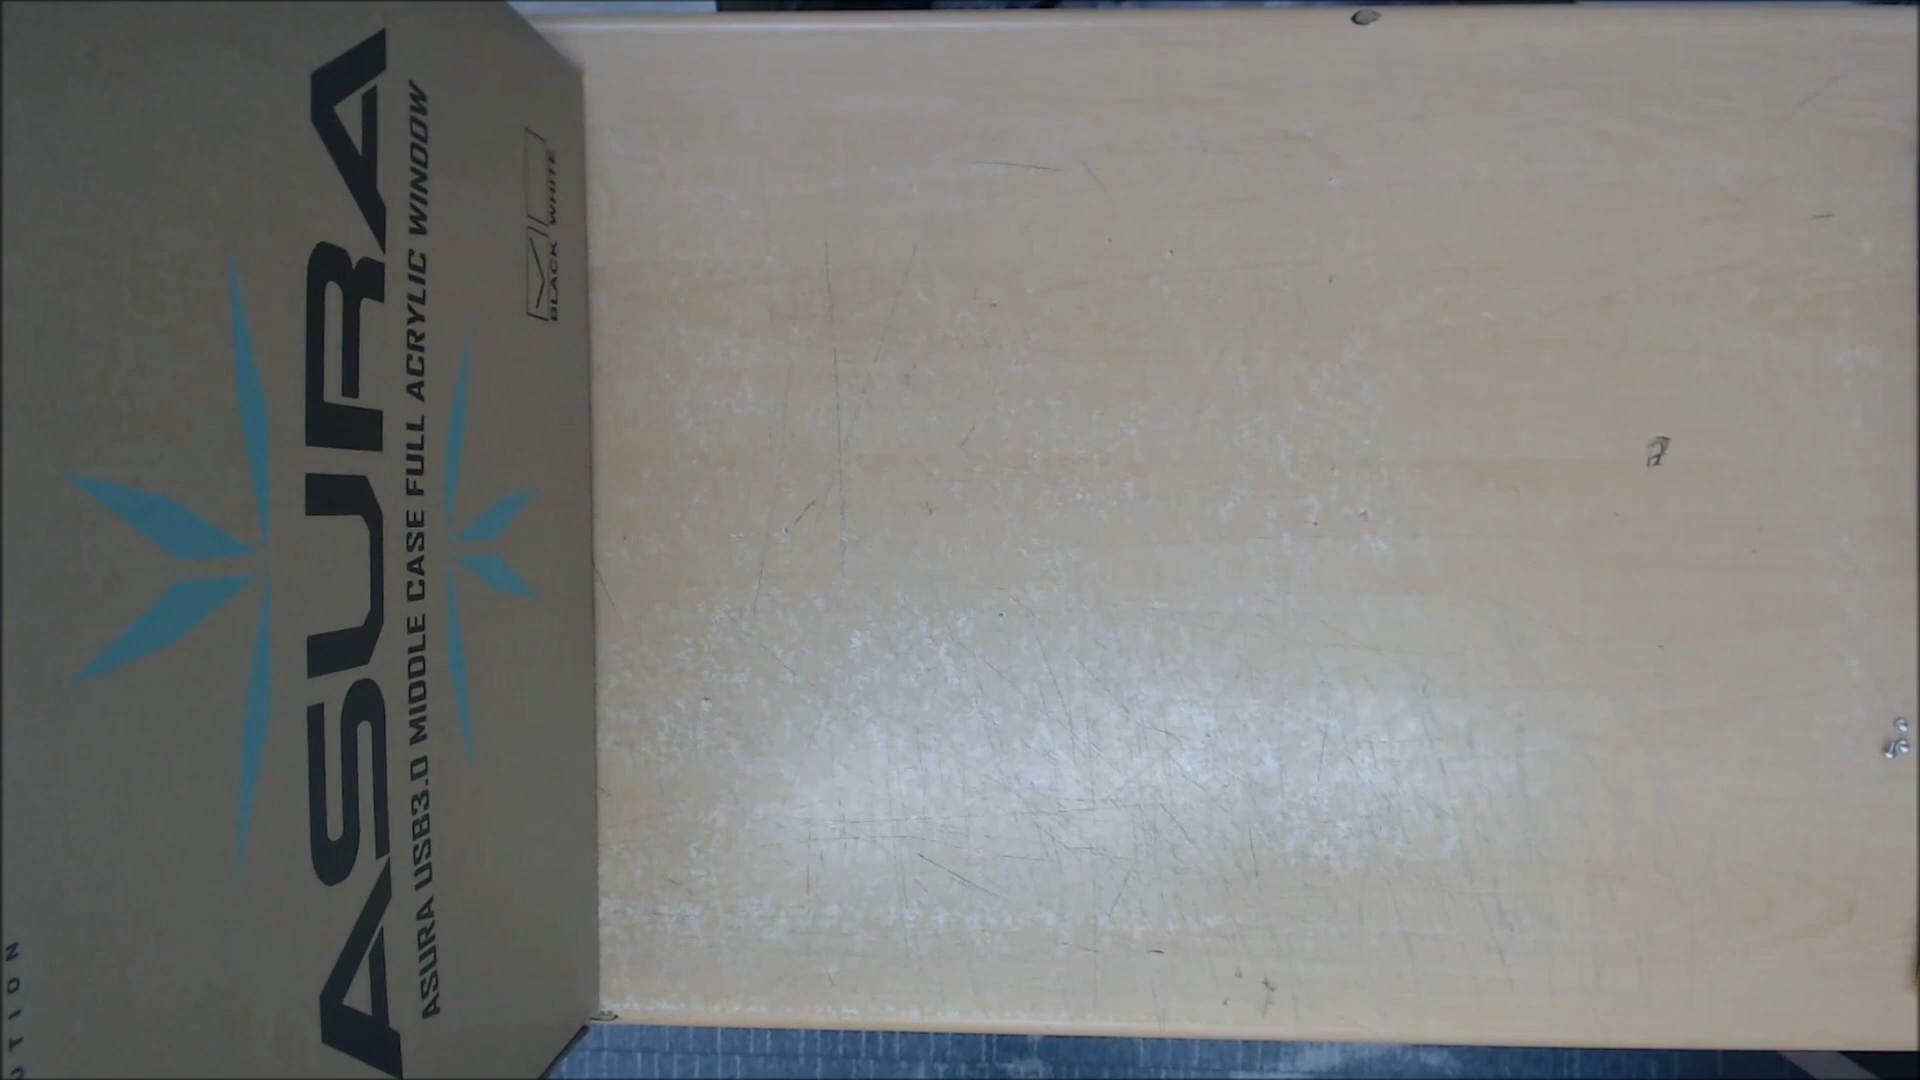 ASURA
ASURA USB3.0 MIDDLE CASE FULL ACRYLIC WINDOW
BLACK WHITE
UTION